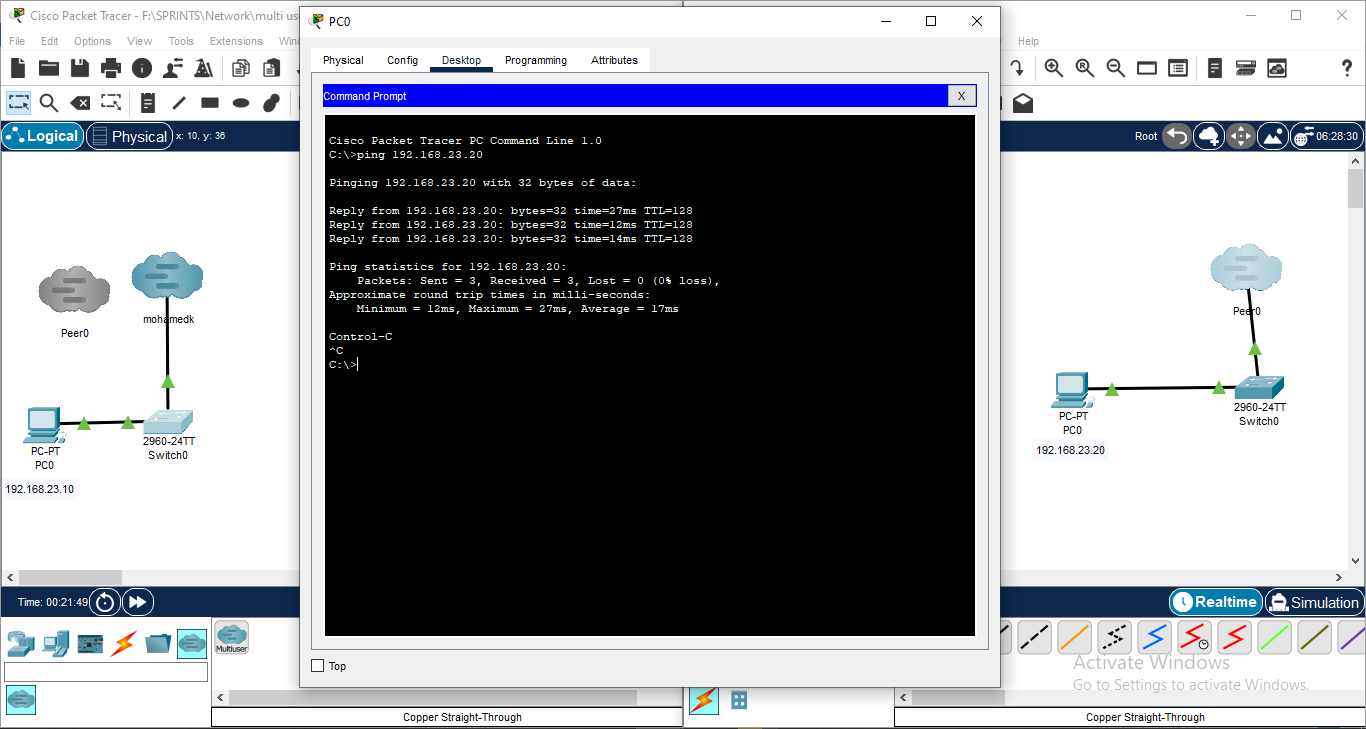 Cisco Packet Tracer - F:\SPRINTS\Network\multi us
File Edit Options View Tools Extensions Win
Logical
Physical
x: 10, y: 36
Peer0
mohamedk
PC-PT
PC0
2960-24TT
Switch0
192.168.23.10
Time: 00:21:49
Multiuser
Copper Straight-Through
PC0
Physical Config Desktop Programming Attributes
Command Prompt
X
Cisco Packet Tracer PC Command Line 1.0
C:\>ping 192.168.23.20
Pinging 192.168.23.20 with 32 bytes of data:
Reply from 192.168.23.20: bytes=32 time=27ms TTL=128
Reply from 192.168.23.20: bytes=32 time=12ms TTL=128
Reply from 192.168.23.20: bytes=32 time=14ms TTL=128
Ping statistics for 192.168.23.20:
Packets: Sent = 3, Received = 3, Lost = 0 (0% loss),
Approximate round trip times in milli-seconds:
Minimum = 12ms, Maximum = 27ms, Average = 17ms
Control-C
^C
C:\>
Top
Help
?
Root
06:28:30
Peer0
PC-PT
PC0
2960-24TT
Switch0
192.168.23.20
Realtime
Simulation
Activate Windows
Go to Settings to activate Windows.
Copper Straight-Through